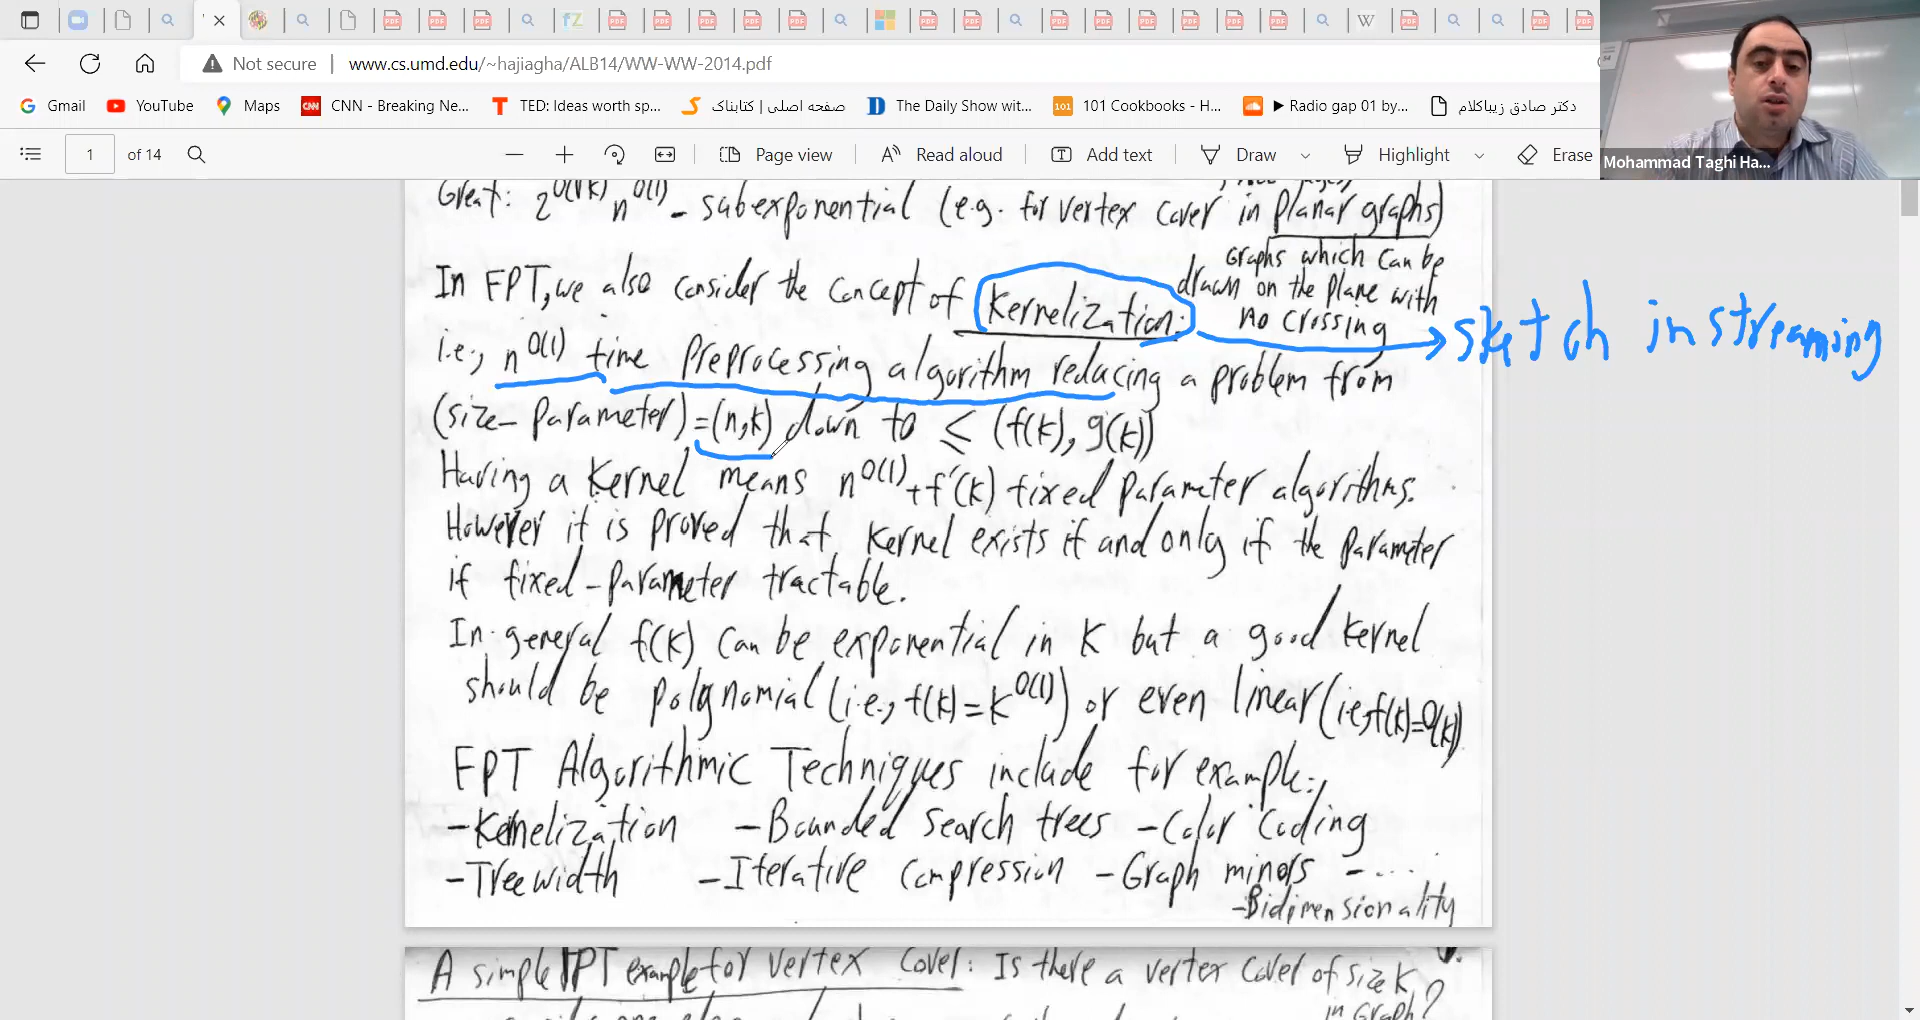 Not secure
www.cs.umd.edu/~hajiagha/ALB14/WW-WW-2014.pdf
Gmail YouTube Maps CNN - Breaking Ne... TED: Ideas worth sp... صفحه اصلی | کتابناک The Daily Show wit... 101 Cookbooks - H... ▶ Radio gap 01 by... دکتر صادق زیباکلام
Mohammad Taghi Ha...
1 of 14 Page view Read aloud Add text Draw Highlight Erase
Great: 2^O(√k) n^O(1) - subexponential (e.g. for vertex cover in planar graphs)
Graphs which can be
drawn on the plane with
no crossing
In FPT, we also consider the concept of Kernelization:
sketch in streaming
i.e., n^O(1) time preprocessing algorithm reducing a problem from
(size-parameter) = (n,k) down to ≤ (f(k), g(k))
Having a kernel means n^O(1) + f'(k) fixed parameter algorithms.
However it is proved that kernel exists if and only if the parameter
if fixed-parameter tractable.
In general f(k) can be exponential in k but a good kernel
should be polynomial (i.e., f(k) = k^O(1)) or even linear (i.e., f(k)=O(k))
FPT Algorithmic Techniques include for example:
- Kernelization - Bounded search trees - Color Coding
- Treewidth - Iterative compression - Graph minors - ....
- Bidimensionality
A simple FPT example for vertex cover: Is there a vertex cover of size k
in Graph?